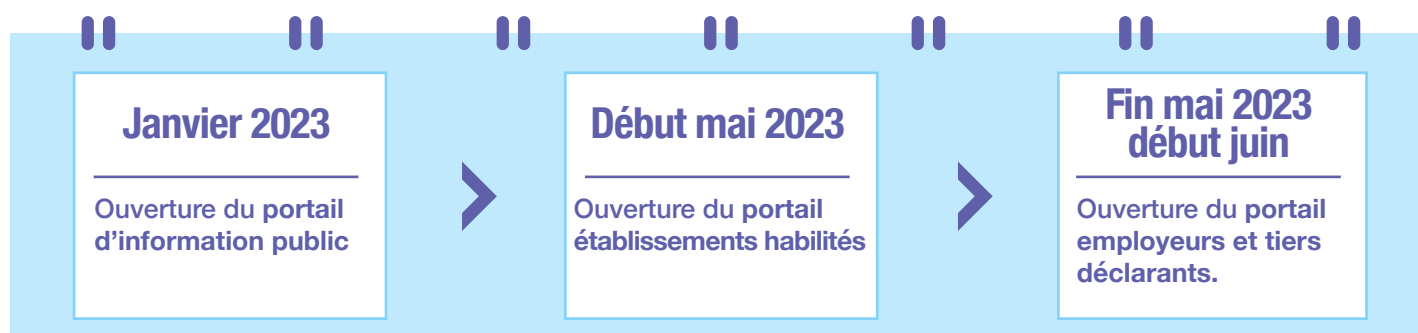 Janvier 2023
Ouverture du portail
d’information public
Début mai 2023
Ouverture du portail
établissements habilités
Fin mai 2023
début juin
Ouverture du portail
employeurs et tiers
déclarants.